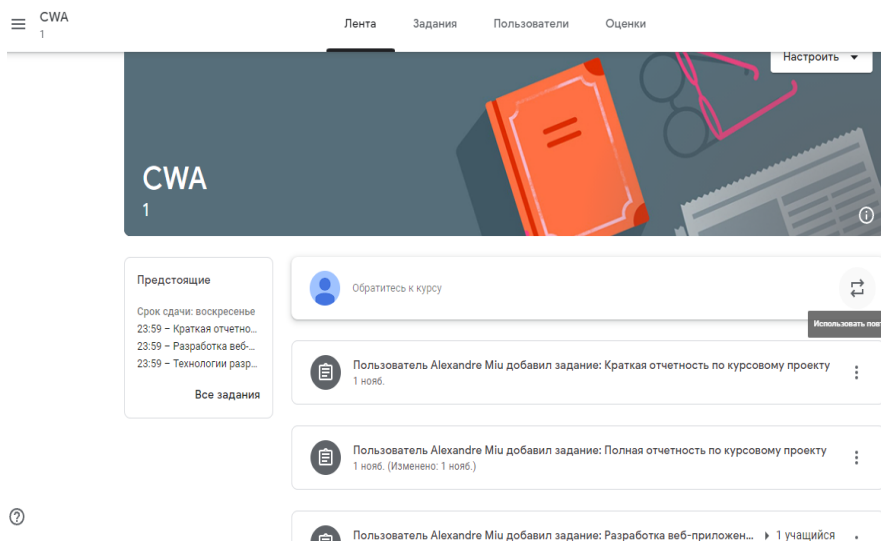 CWA
1
Лента Задания Пользователи Оценки
Настроить
CWA
1
Предстоящие
Срок сдачи: воскресенье
23:59 – Краткая отчетно...
23:59 – Разработка веб-...
23:59 – Технологии разр...
Все задания
Обратитесь к курсу
Использовать повт
Пользователь Alexandre Miu добавил задание: Краткая отчетность по курсовому проекту
1 нояб.
Пользователь Alexandre Miu добавил задание: Полная отчетность по курсовому проекту
1 нояб. (Изменено: 1 нояб.)
Пользователь Alexandre Miu добавил задание: Разработка веб-приложен... 1 учащийся